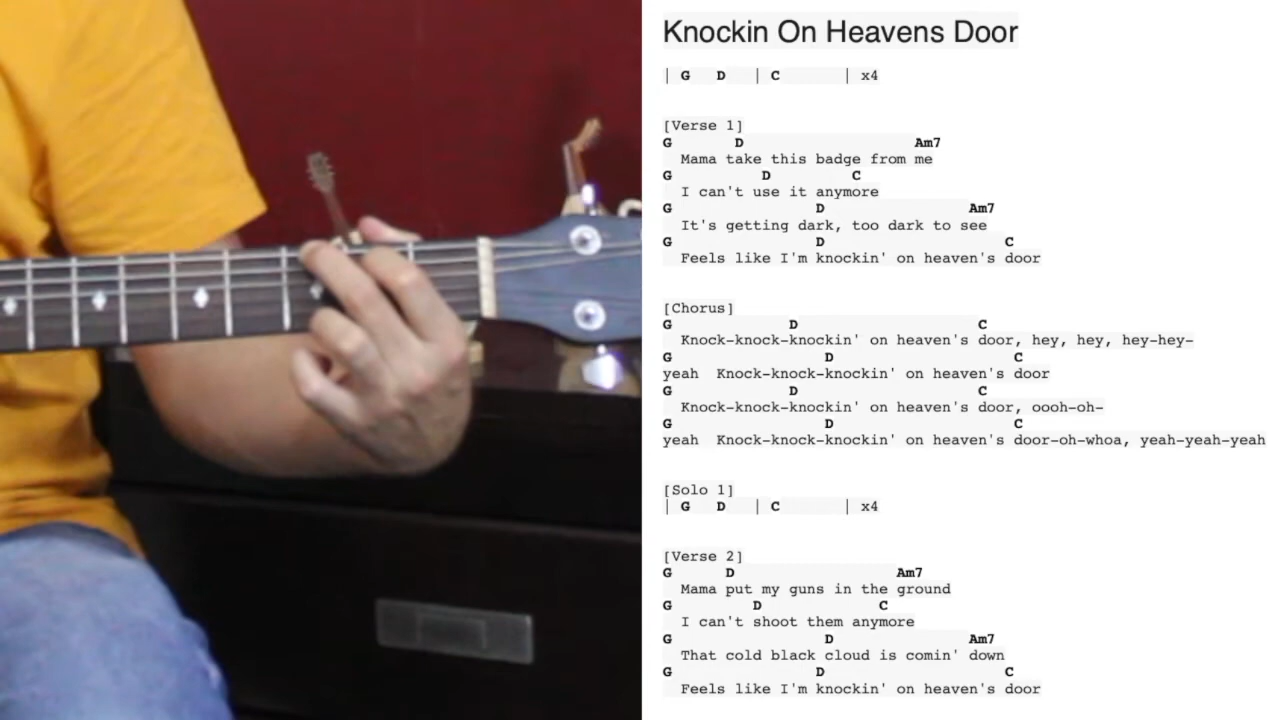 Knockin On Heavens Door
| G D | C | x4
[Verse 1]
G D Am7
Mama take this badge from me
G D C
I can't use it anymore
G D Am7
It's getting dark, too dark to see
G D C
Feels like I'm knockin' on heaven's door
[Chorus]
G D C
Knock-knock-knockin' on heaven's door, hey, hey, hey-hey-
G D C
yeah Knock-knock-knockin' on heaven's door
G D C
Knock-knock-knockin' on heaven's door, oooh-oh-
G D C
yeah Knock-knock-knockin' on heaven's door-oh-whoa, yeah-yeah-yeah
[Solo 1]
| G D | C | x4
[Verse 2]
G D Am7
Mama put my guns in the ground
G D C
I can't shoot them anymore
G D Am7
That cold black cloud is comin' down
G D C
Feels like I'm knockin' on heaven's door